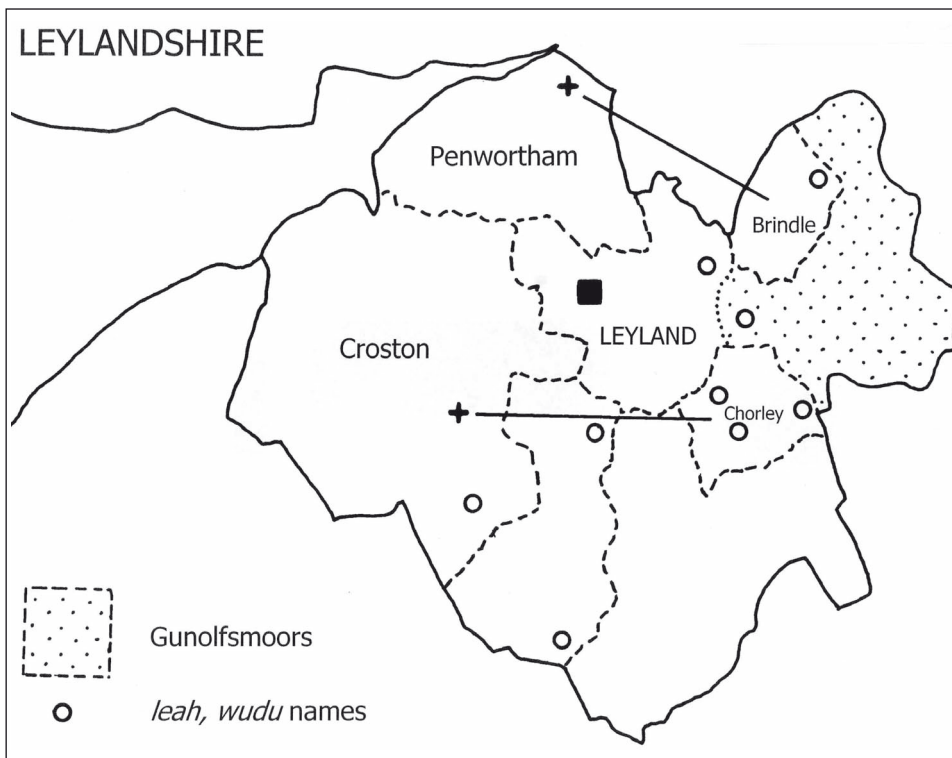 LEYLANDSHIRE
Penwortham
Brindle
LEYLAND
Croston
Chorley
Gunolfsmoors
leah, wudu names